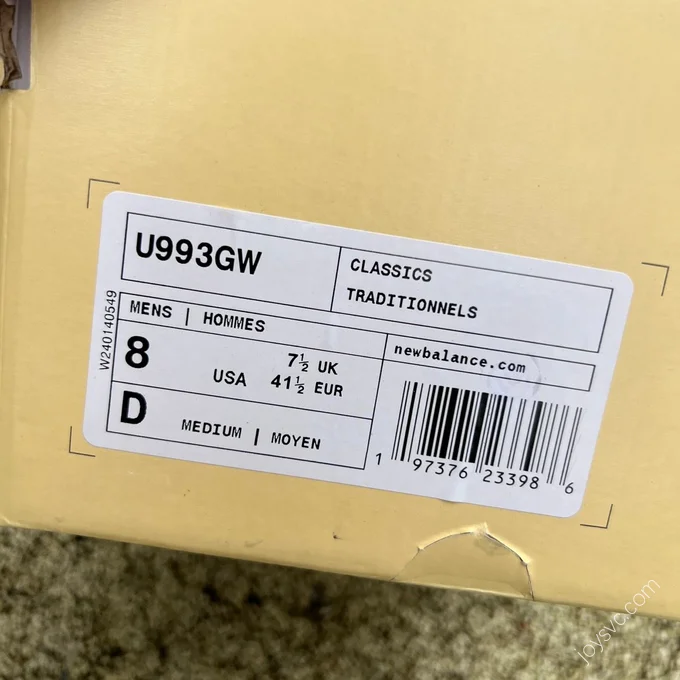 U993GW
CLASSICS
TRADITIONNELS
MENS | HOMMES
8
USA
7½ UK
41½ EUR
D
MEDIUM | MOYEN
newbalance.com
1 97376 23398 6
W240140549
joysvc.com